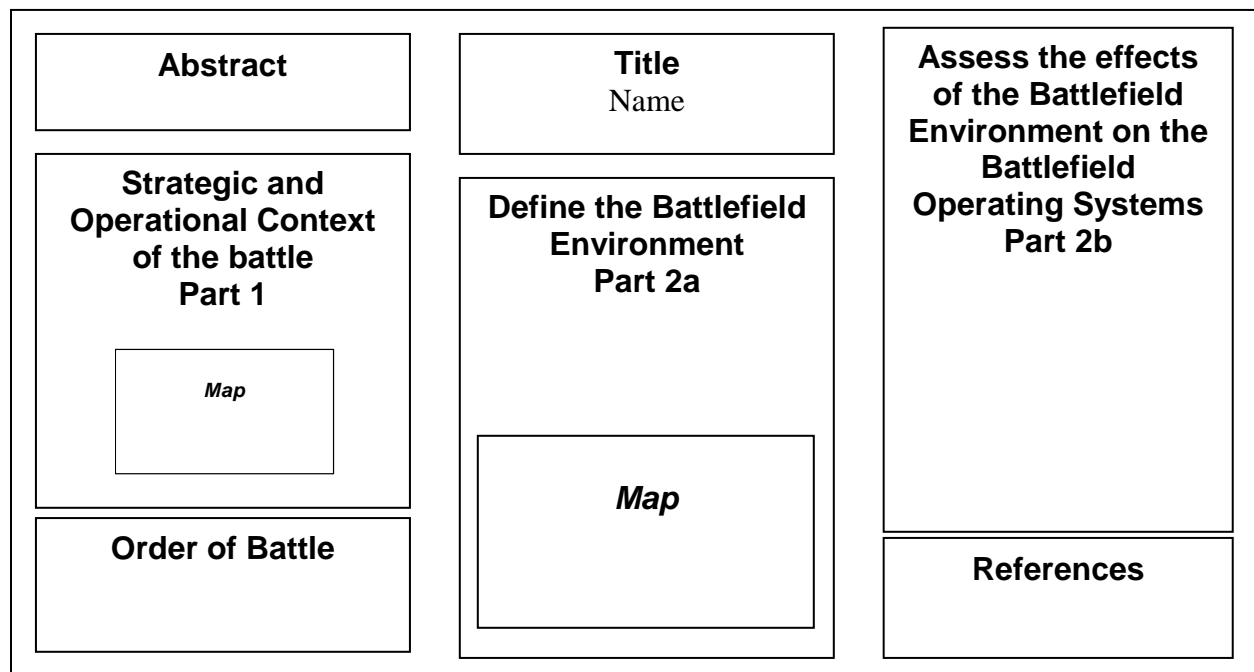 Abstract
Strategic and
Operational Context
of the battle
Part 1
Map
Order of Battle
Title
Name
Define the Battlefield
Environment
Part 2a
Map
Assess the effects
of the Battlefield
Environment on the
Battlefield
Operating Systems
Part 2b
References